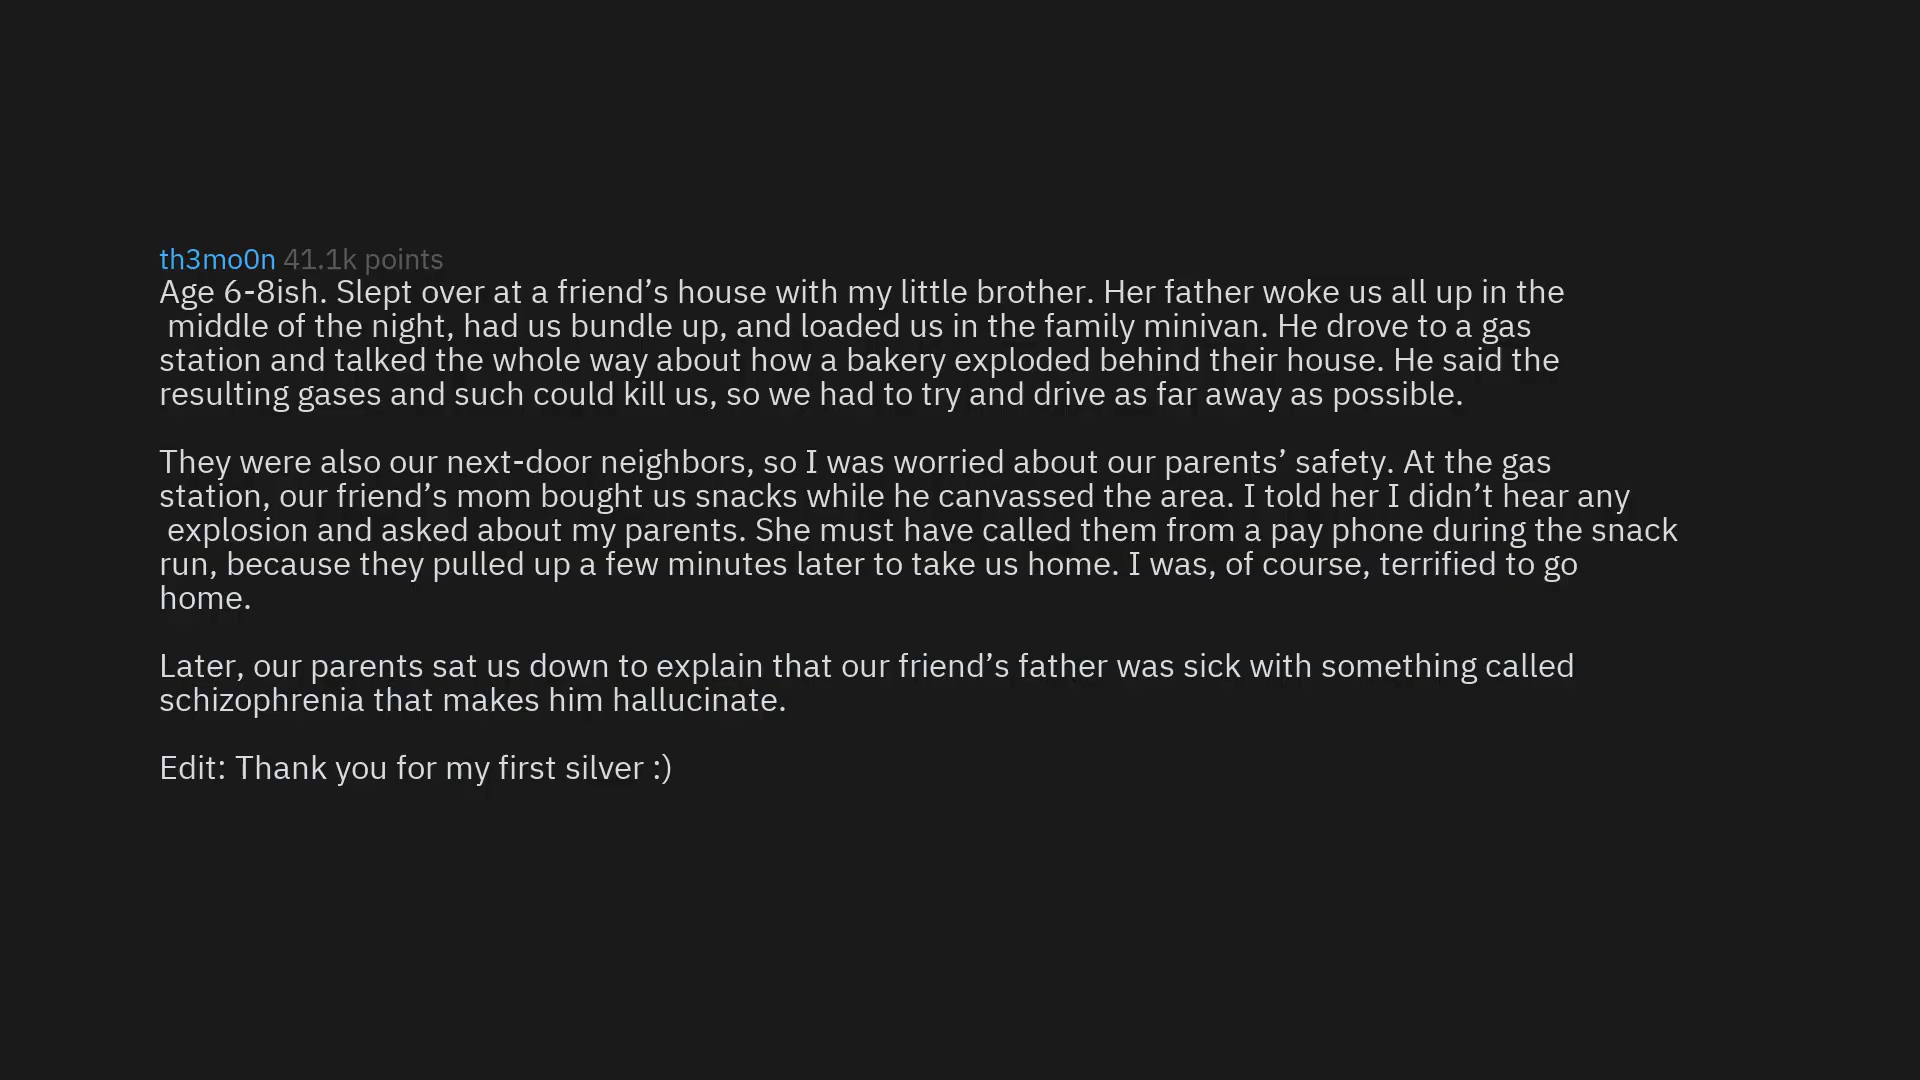 th3mo0n 41.1k points
Age 6-8ish. Slept over at a friend’s house with my little brother. Her father woke us all up in the
middle of the night, had us bundle up, and loaded us in the family minivan. He drove to a gas
station and talked the whole way about how a bakery exploded behind their house. He said the
resulting gases and such could kill us, so we had to try and drive as far away as possible.
They were also our next-door neighbors, so I was worried about our parents’ safety. At the gas
station, our friend’s mom bought us snacks while he canvassed the area. I told her I didn’t hear any
explosion and asked about my parents. She must have called them from a pay phone during the snack
run, because they pulled up a few minutes later to take us home. I was, of course, terrified to go
home.
Later, our parents sat us down to explain that our friend’s father was sick with something called
schizophrenia that makes him hallucinate.
Edit: Thank you for my first silver :)